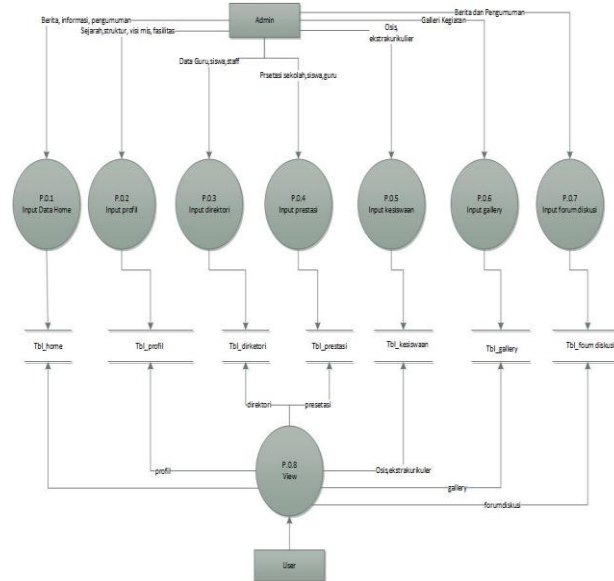 Admin
Berita, informasi, pengumuman
Sejarah,struktur, visi mis, fasilitas
Data Guru,siswa,staff
Prsetasi sekolah,siswa,guru
Osis,
ekstrakurikulier
Galleri Kegiatan
Berita dan Pengumuman
P.0.1
Input Data Home
P.0.2
Input profil
P.0.3
Input direktori
P.0.4
Input prestasi
P.0.5
Input kesiswaan
P.0.6
Input gallery
P.0.7
Input forum diskusi
Tbl_home
Tbl_profil
Tbl_dirketori
Tbl_prestasi
Tbl_kesiswaan
Tbl_gallery
Tbl_foum diskusi
direktori
presetasi
profil
P.0.8
View
Osis,ekstrakurikuler
gallery
forumdiskusi
User